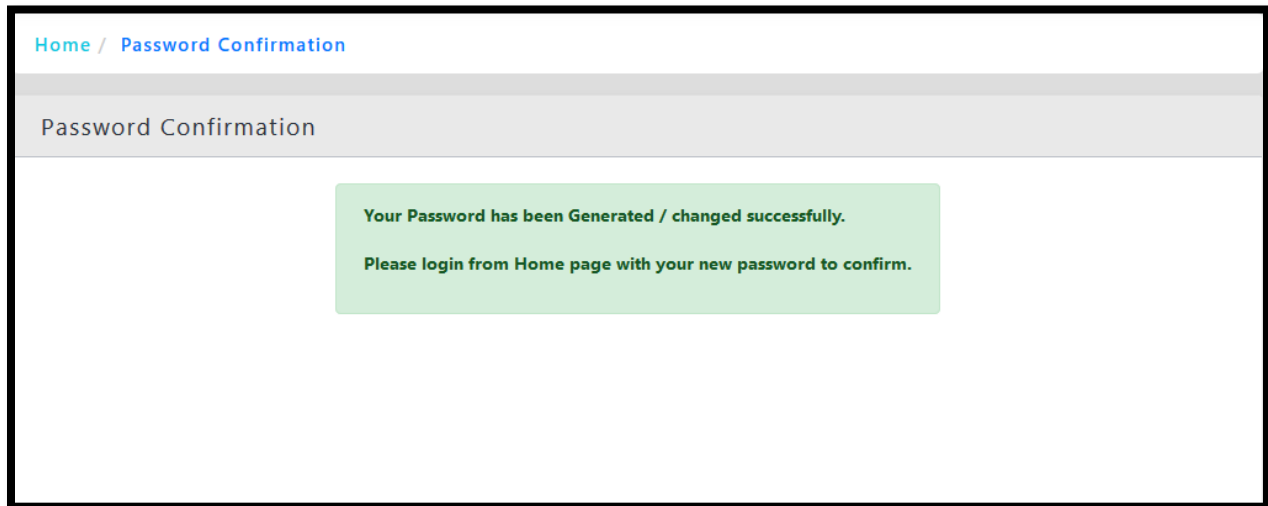 Home / Password Confirmation
Password Confirmation
Your Password has been Generated / changed successfully.
Please login from Home page with your new password to confirm.